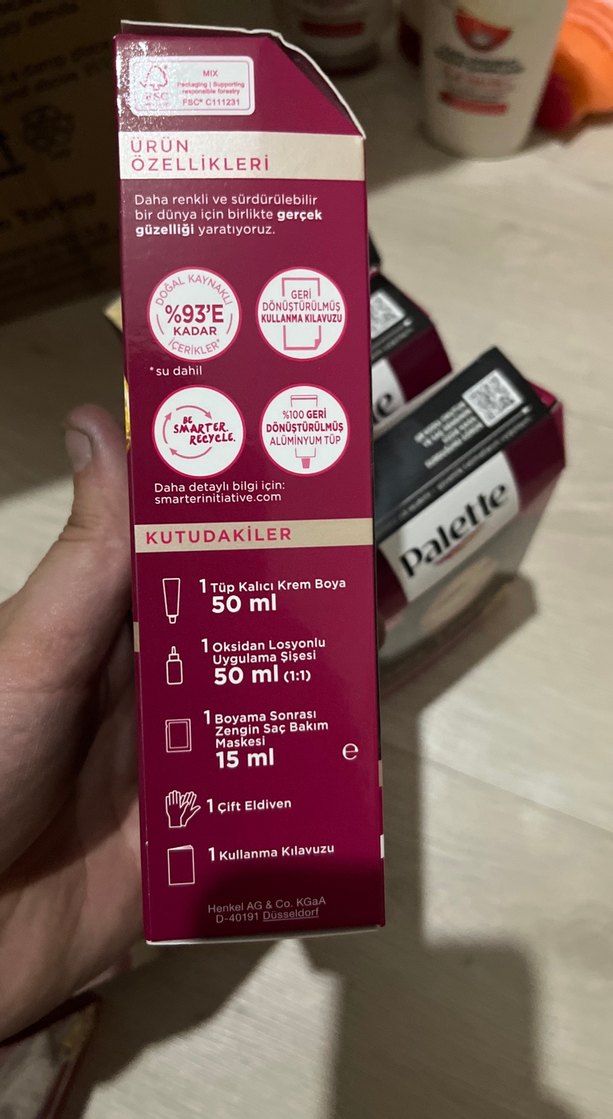 FSC
MIX
Packaging | Supporting
responsible forestry
FSC® C111231
ÜRÜN
ÖZELLİKLERİ
Daha renkli ve sürdürülebilir
bir dünya için birlikte gerçek
güzelliği yaratıyoruz.
DOĞAL KAYNAKLI
%93'E
KADAR
İÇERİKLER*
GERİ
DÖNÜŞTÜRÜLMÜŞ
KULLANMA KILAVUZU
*su dahil
BE
SMARTER.
RECYCLE.
%100 GERİ
DÖNÜŞTÜRÜLMÜŞ
ALÜMİNYUM TÜP
Daha detaylı bilgi için:
smarterinitiative.com
KUTUDAKİLER
1 Tüp Kalıcı Krem Boya
50 ml
1 Oksidan Losyonlu
Uygulama Şişesi
50 ml (1:1)
1 Boyama Sonrası
Zengin Saç Bakım
Maskesi
15 ml
e
1 Çift Eldiven
1 Kullanma Kılavuzu
Henkel AG & Co. KGaA
D-40191 Düsseldorf
Palette